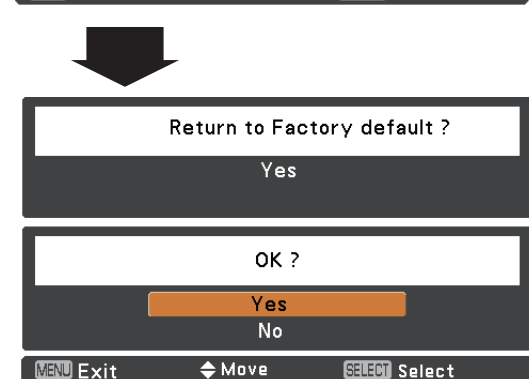 Return to Factory default ?
Yes
OK ?
Yes
No
MENU Exit Move SELECT Select